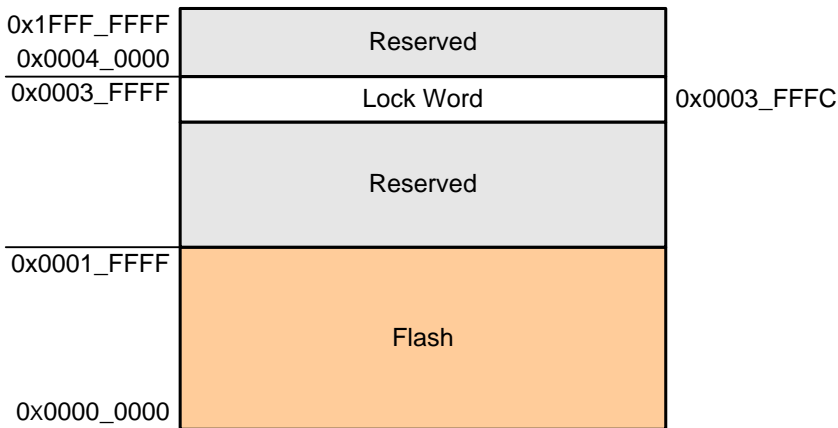 0x1FFF_FFFF
Reserved
0x0004_0000
0x0003_FFFF
Lock Word
0x0003_FFFC
Reserved
0x0001_FFFF
Flash
0x0000_0000